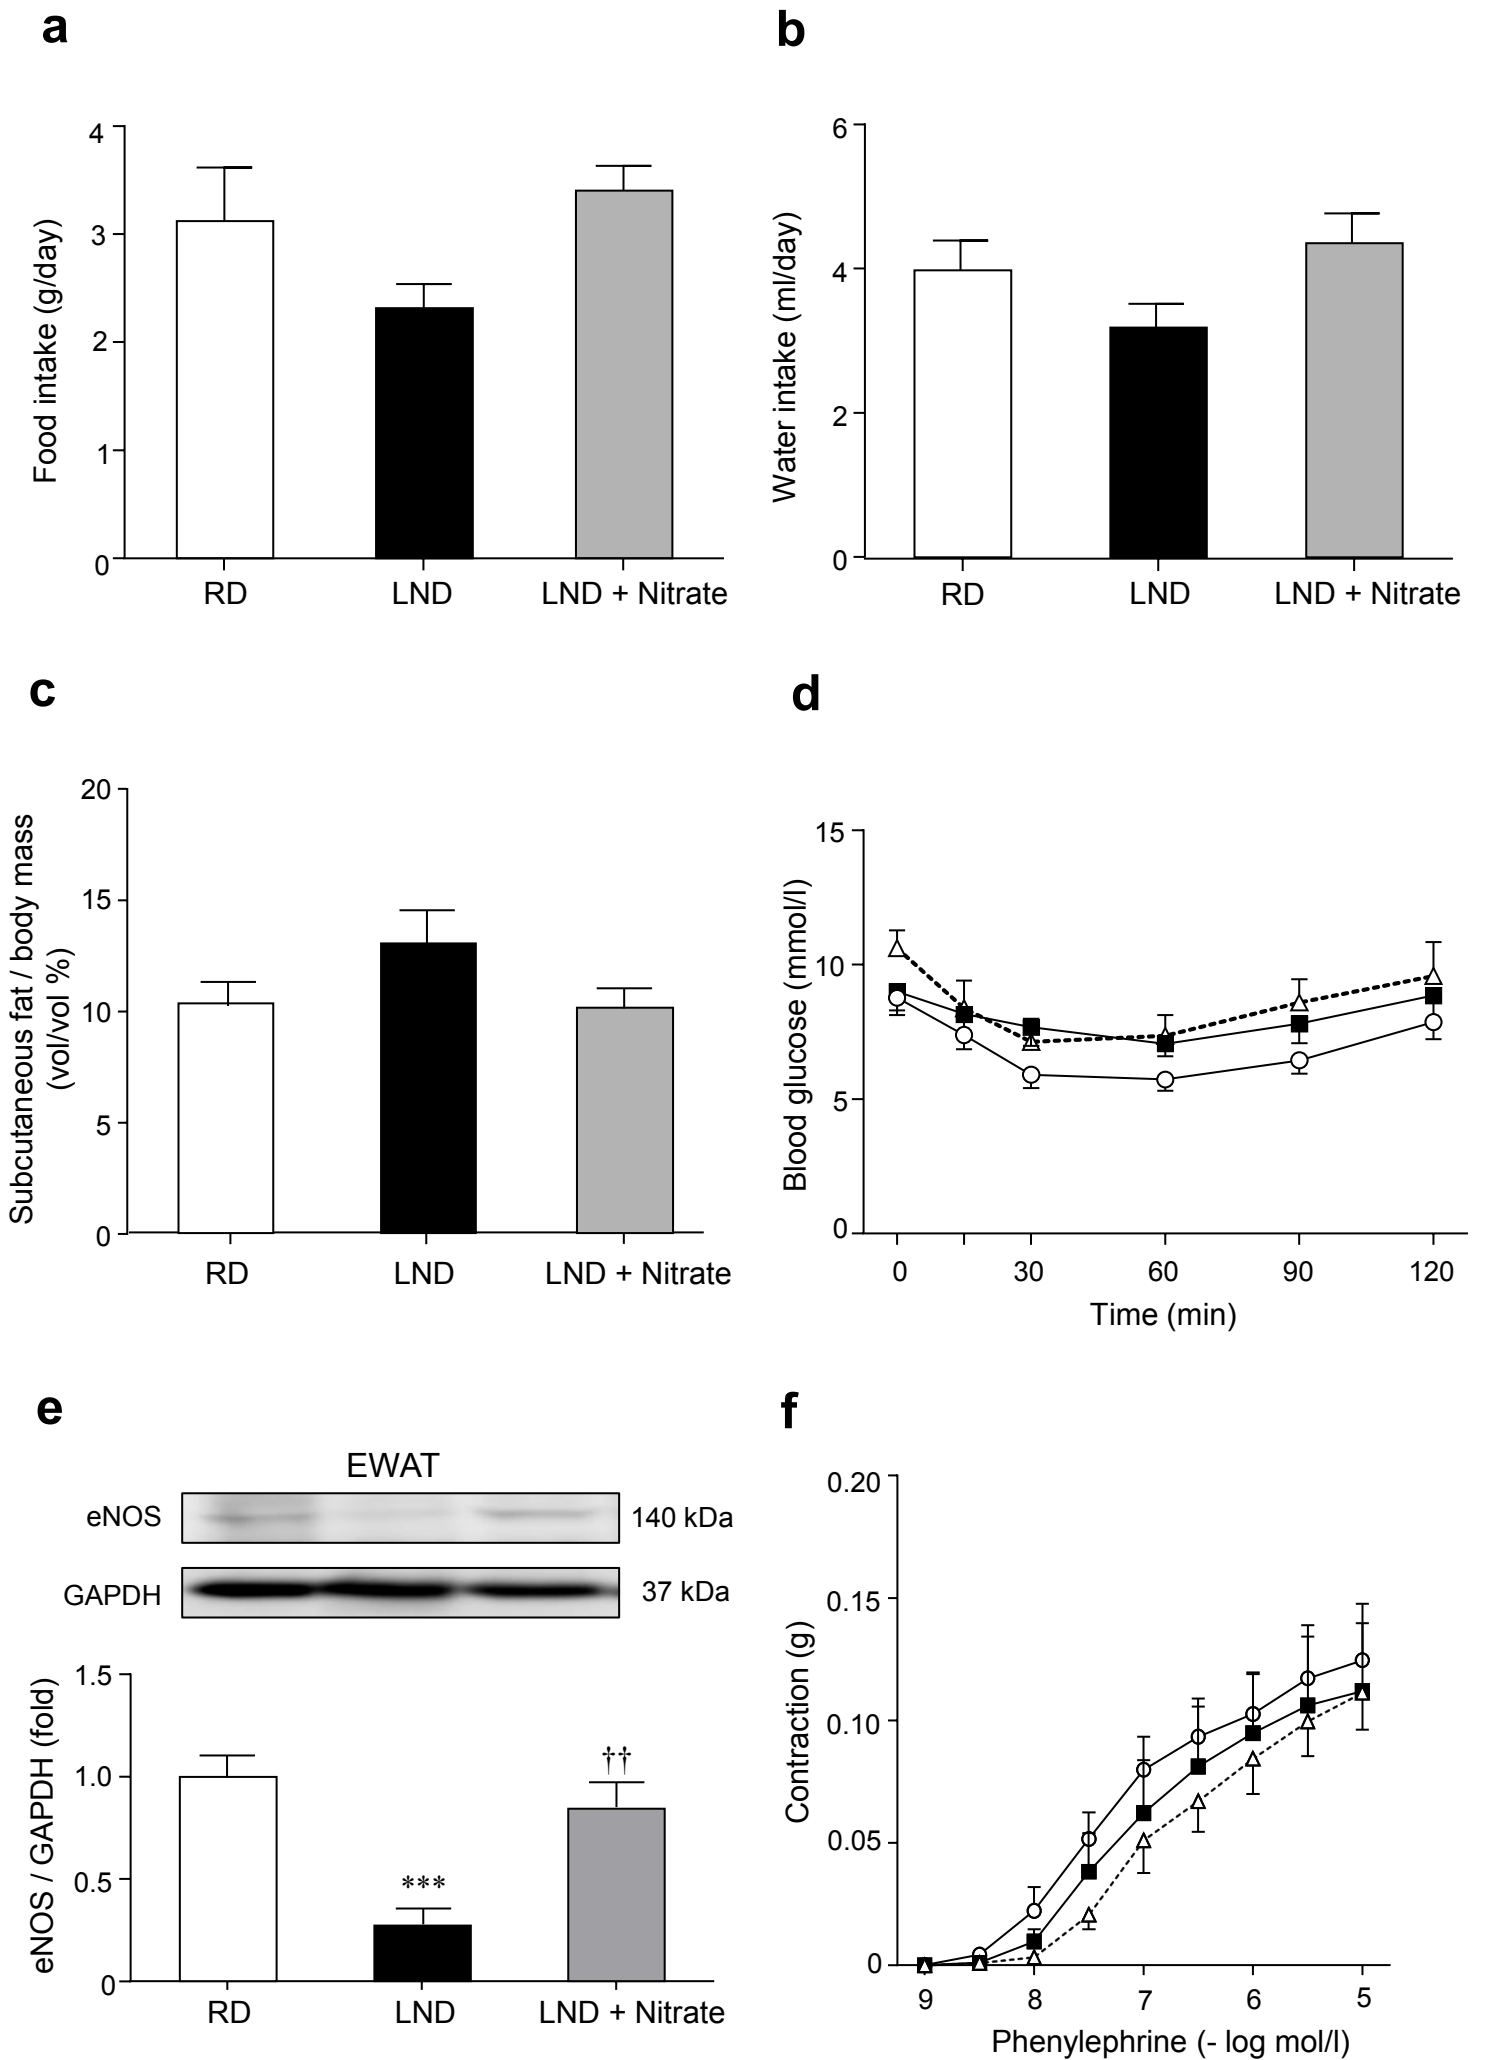 a
Food intake (g/day)
4
3
2
1
0
RD LND LND + Nitrate
b
Water intake (ml/day)
6
4
2
0
RD LND LND + Nitrate
c
Subcutaneous fat / body mass
(vol/vol %)
20
15
10
5
0
RD LND LND + Nitrate
d
Blood glucose (mmol/l)
15
10
5
0
0 30 60 90 120
Time (min)
e
EWAT
eNOS 140 kDa
GAPDH 37 kDa
eNOS / GAPDH (fold)
1.5
1.0
0.5
0
***
††
RD LND LND + Nitrate
f
Contraction (g)
0.20
0.15
0.10
0.05
0
9 8 7 6 5
Phenylephrine (- log mol/l)